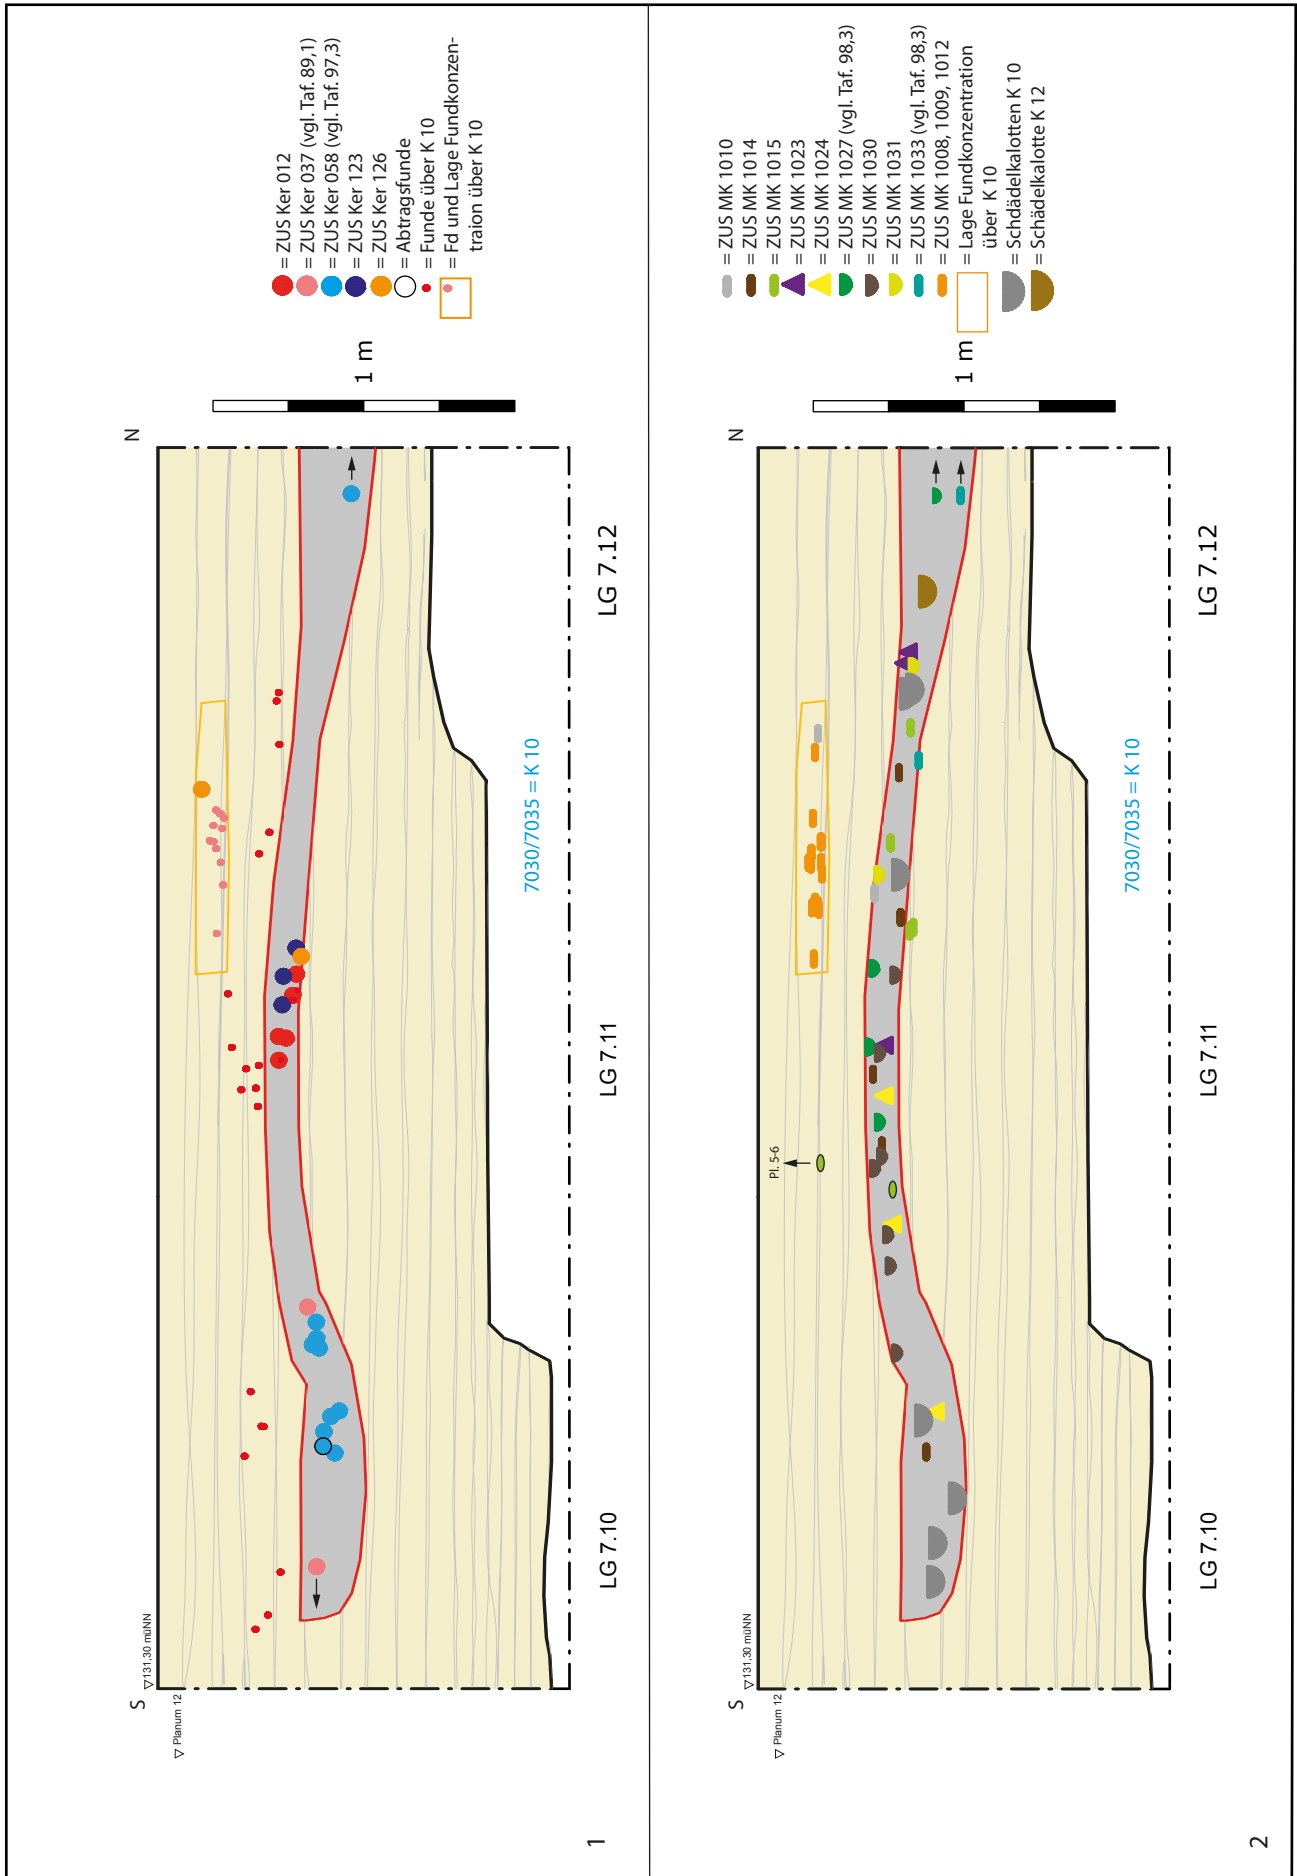 S
N
▽131,30 müNN
▽ Planum 12
7030/7035 = K 10
LG 7.10
LG 7.11
LG 7.12
1 m
= ZUS Ker 012
= ZUS Ker 037 (vgl. Taf. 89,1)
= ZUS Ker 058 (vgl. Taf. 97,3)
= ZUS Ker 123
= ZUS Ker 126
= Abtragsfunde
= Funde über K 10
= Fd und Lage Fundkonzen-
traion über K 10
1
S
N
▽131,30 müNN
▽ Planum 12
Pl. 5-6
7030/7035 = K 10
LG 7.10
LG 7.11
LG 7.12
1 m
= ZUS MK 1010
= ZUS MK 1014
= ZUS MK 1015
= ZUS MK 1023
= ZUS MK 1024
= ZUS MK 1027 (vgl. Taf. 98,3)
= ZUS MK 1030
= ZUS MK 1031
= ZUS MK 1033 (vgl. Taf. 98,3)
= ZUS MK 1008, 1009, 1012
= Lage Fundkonzentration
über K 10
= Schdädelkalotten K 10
= Schädelkalotte K 12
2